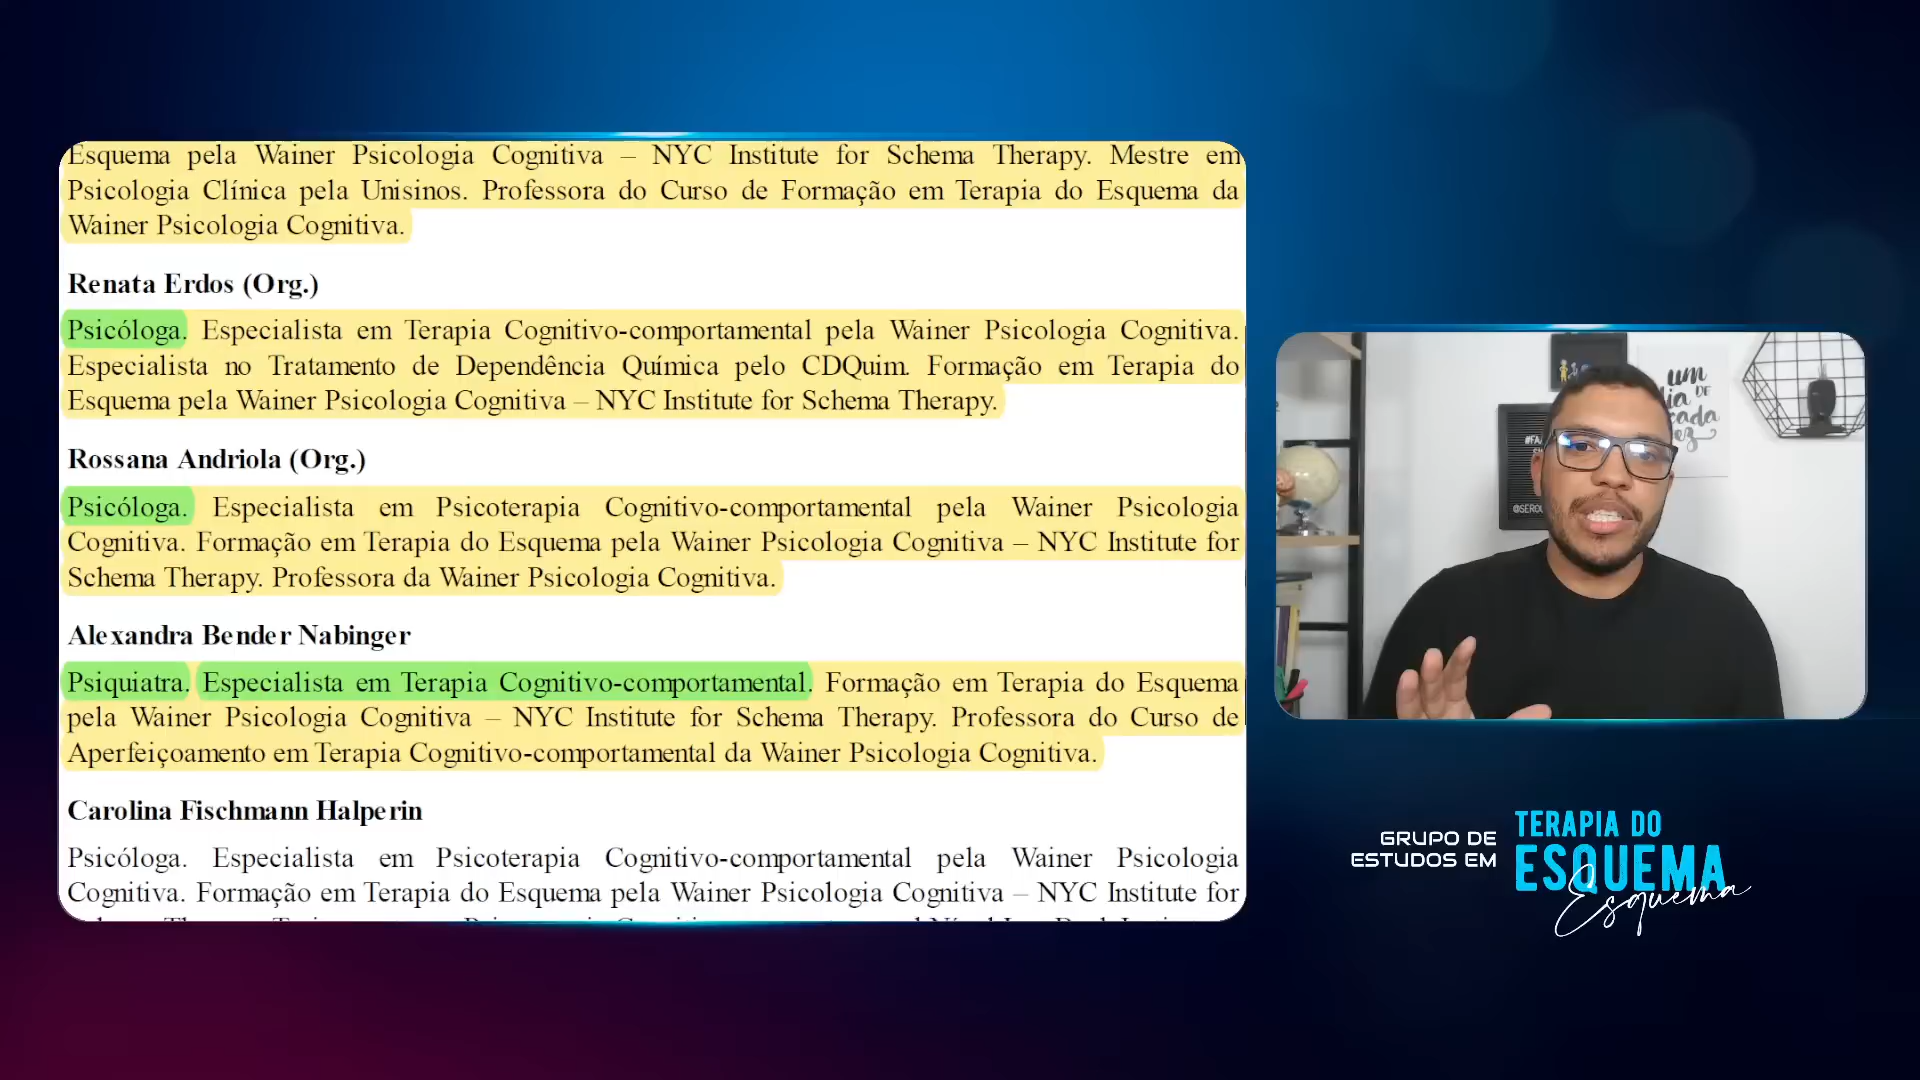 Esquema pela Wainer Psicologia Cognitiva – NYC Institute for Schema Therapy. Mestre em
Psicologia Clínica pela Unisinos. Professora do Curso de Formação em Terapia do Esquema da
Wainer Psicologia Cognitiva.
Renata Erdos (Org.)
Psicóloga. Especialista em Terapia Cognitivo-comportamental pela Wainer Psicologia Cognitiva.
Especialista no Tratamento de Dependência Química pelo CDQuim. Formação em Terapia do
Esquema pela Wainer Psicologia Cognitiva – NYC Institute for Schema Therapy.
Rossana Andriola (Org.)
Psicóloga. Especialista em Psicoterapia Cognitivo-comportamental pela Wainer Psicologia
Cognitiva. Formação em Terapia do Esquema pela Wainer Psicologia Cognitiva – NYC Institute for
Schema Therapy. Professora da Wainer Psicologia Cognitiva.
Alexandra Bender Nabinger
Psiquiatra. Especialista em Terapia Cognitivo-comportamental. Formação em Terapia do Esquema
pela Wainer Psicologia Cognitiva – NYC Institute for Schema Therapy. Professora do Curso de
Aperfeiçoamento em Terapia Cognitivo-comportamental da Wainer Psicologia Cognitiva.
Carolina Fischmann Halperin
Psicóloga. Especialista em Psicoterapia Cognitivo-comportamental pela Wainer Psicologia
Cognitiva. Formação em Terapia do Esquema pela Wainer Psicologia Cognitiva – NYC Institute for
um
DE
#FA
@SERO
GRUPO DE
ESTUDOS EM
TERAPIA DO
ESQUEMA
Esquema